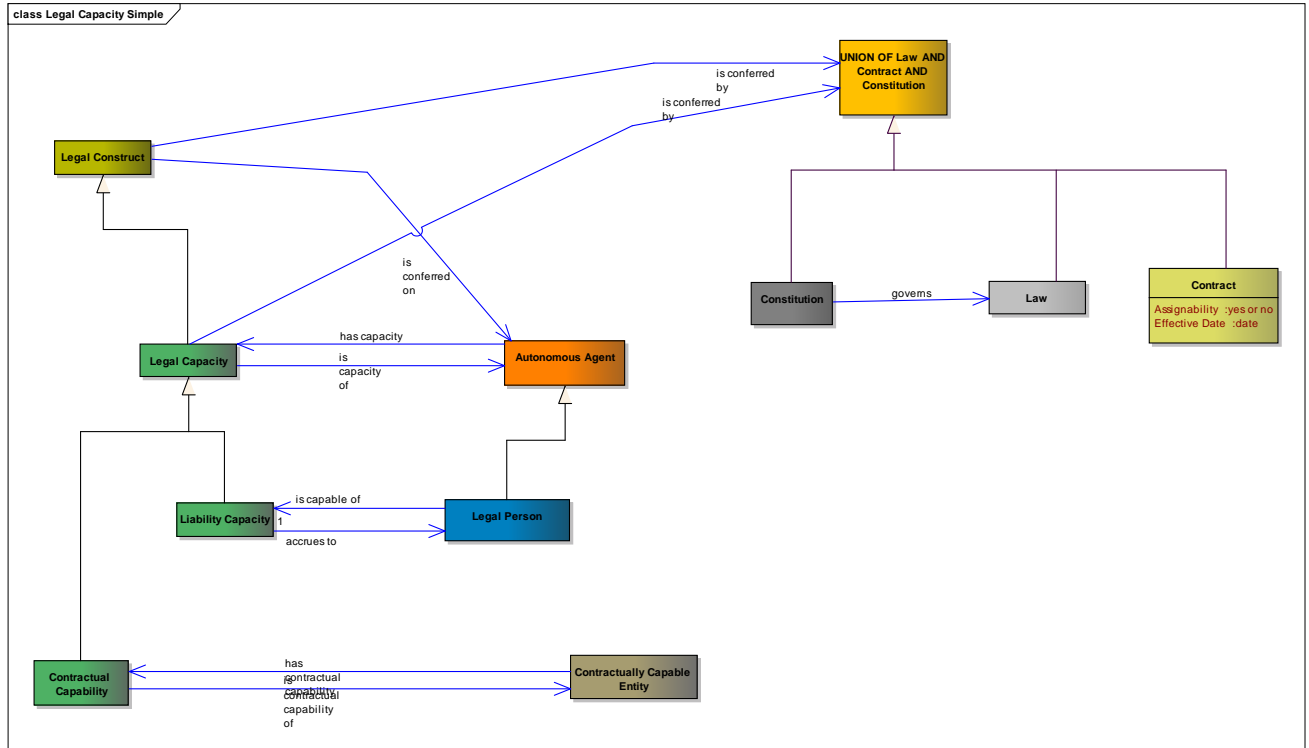 class Legal Capacity Simple
UNION OF Law AND
Contract AND
Constitution
is conferred
by
is conferred
by
Legal Construct
is
conferred
on
Constitution
governs
Law
Contract
Assignability :yes or no
Effective Date :date
has capacity
Legal Capacity
is
capacity
of
Autonomous Agent
is capable of
Liability Capacity
1
accrues to
Legal Person
Contractual
Capability
has
contractual
capability
is
contractual
capability
of
Contractually Capable
Entity